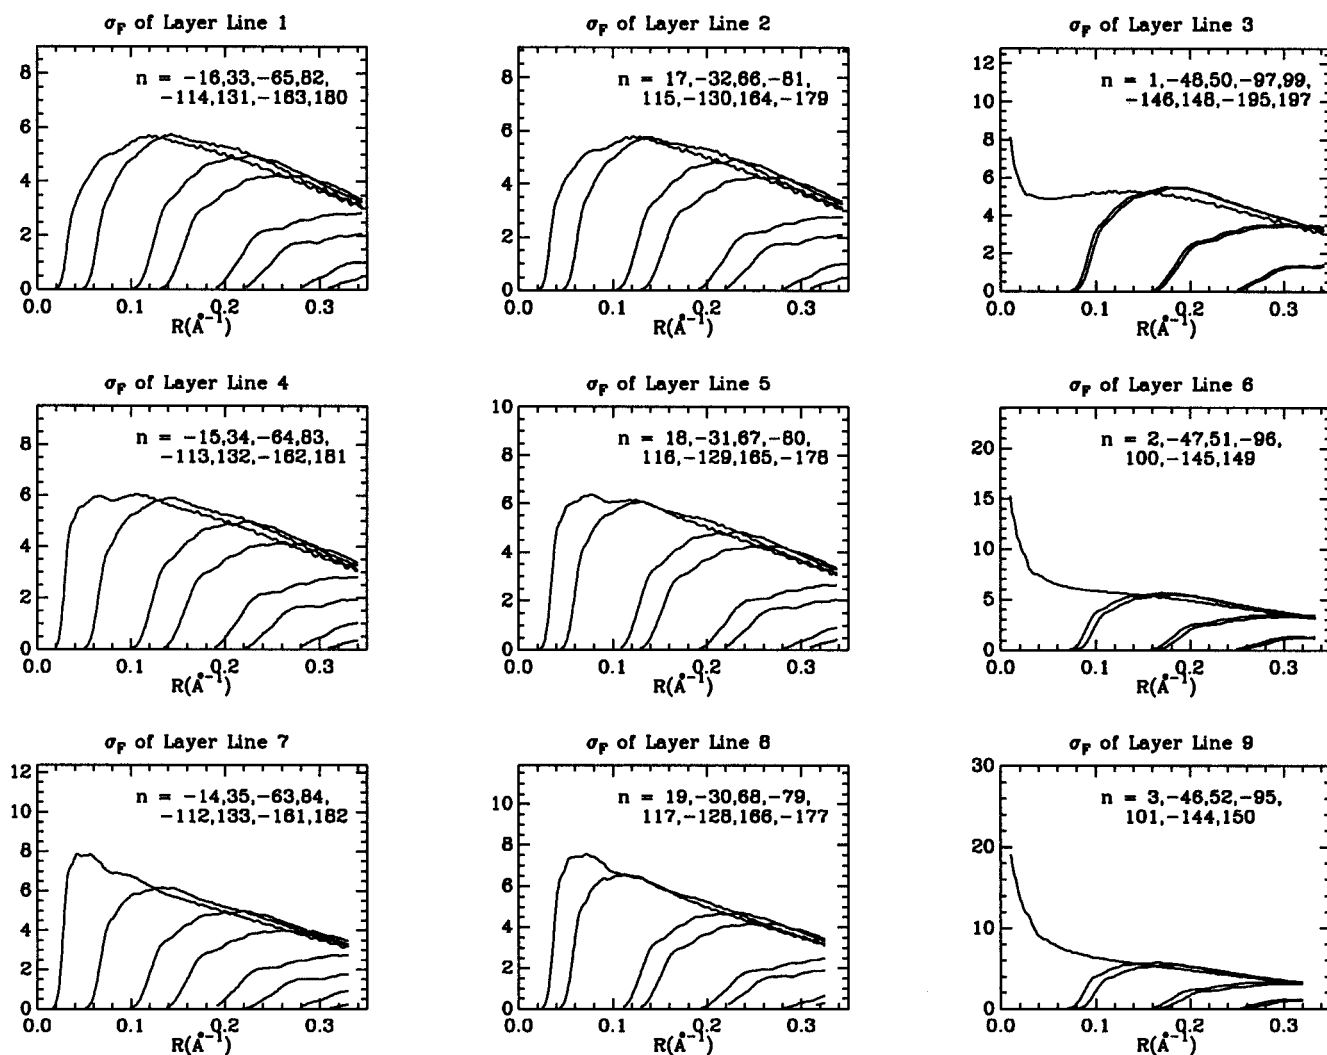 σF of Layer Line 1
n = -16,33,-65,82,
-114,131,-163,180
8
6
4
2
0
0.0 0.1 0.2 0.3
R(Å⁻¹)
σF of Layer Line 2
n = 17,-32,66,-81,
115,-130,164,-179
8
6
4
2
0
0.0 0.1 0.2 0.3
R(Å⁻¹)
σF of Layer Line 3
n = 1,-48,50,-97,99,
-146,148,-195,197
12
10
8
6
4
2
0
0.0 0.1 0.2 0.3
R(Å⁻¹)
σF of Layer Line 4
n = -15,34,-64,83,
-113,132,-162,181
8
6
4
2
0
0.0 0.1 0.2 0.3
R(Å⁻¹)
σF of Layer Line 5
n = 18,-31,67,-80,
116,-129,165,-178
10
8
6
4
2
0
0.0 0.1 0.2 0.3
R(Å⁻¹)
σF of Layer Line 6
n = 2,-47,51,-96,
100,-145,149
20
15
10
5
0
0.0 0.1 0.2 0.3
R(Å⁻¹)
σF of Layer Line 7
n = -14,35,-63,84,
-112,133,-161,182
12
10
8
6
4
2
0
0.0 0.1 0.2 0.3
R(Å⁻¹)
σF of Layer Line 8
n = 19,-30,68,-79,
117,-128,166,-177
10
8
6
4
2
0
0.0 0.1 0.2 0.3
R(Å⁻¹)
σF of Layer Line 9
n = 3,-46,52,-95,
101,-144,150
30
20
10
0
0.0 0.1 0.2 0.3
R(Å⁻¹)